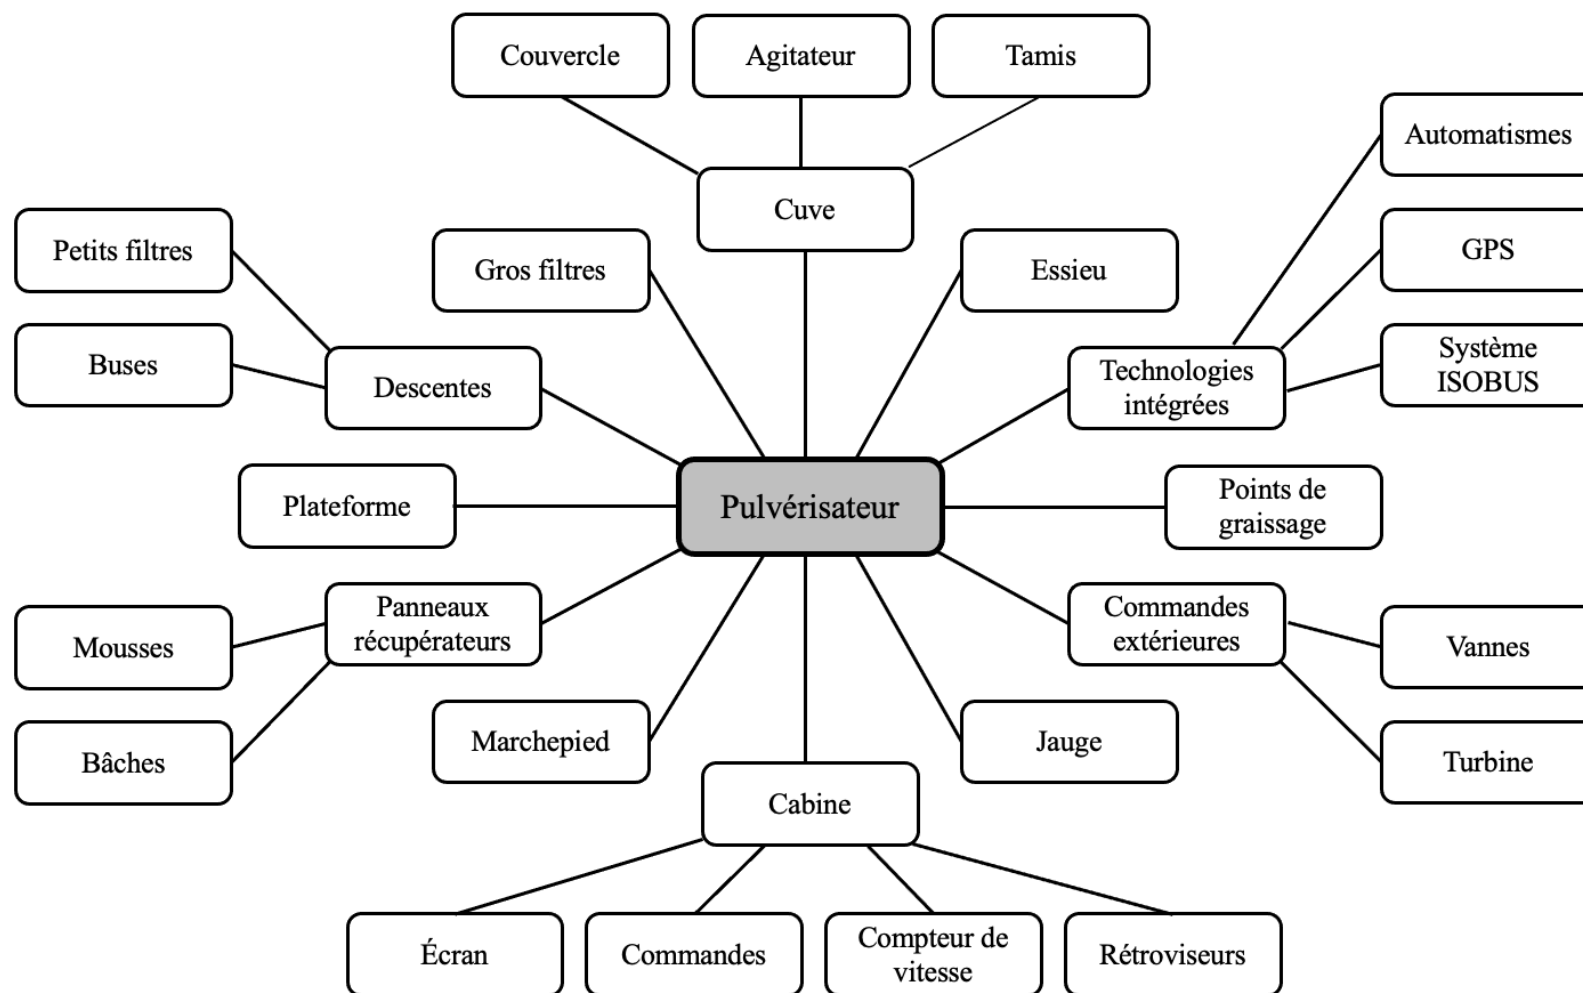 Couvercle
Agitateur
Tamis
Automatismes
Cuve
Petits filtres
Gros filtres
Essieu
GPS
Buses
Descentes
Technologies
intégrées
Système
ISOBUS
Plateforme
Pulvérisateur
Points de
graissage
Mousses
Panneaux
récupérateurs
Commandes
extérieures
Vannes
Bâches
Marchepied
Jauge
Turbine
Cabine
Écran
Commandes
Compteur de
vitesse
Rétroviseurs